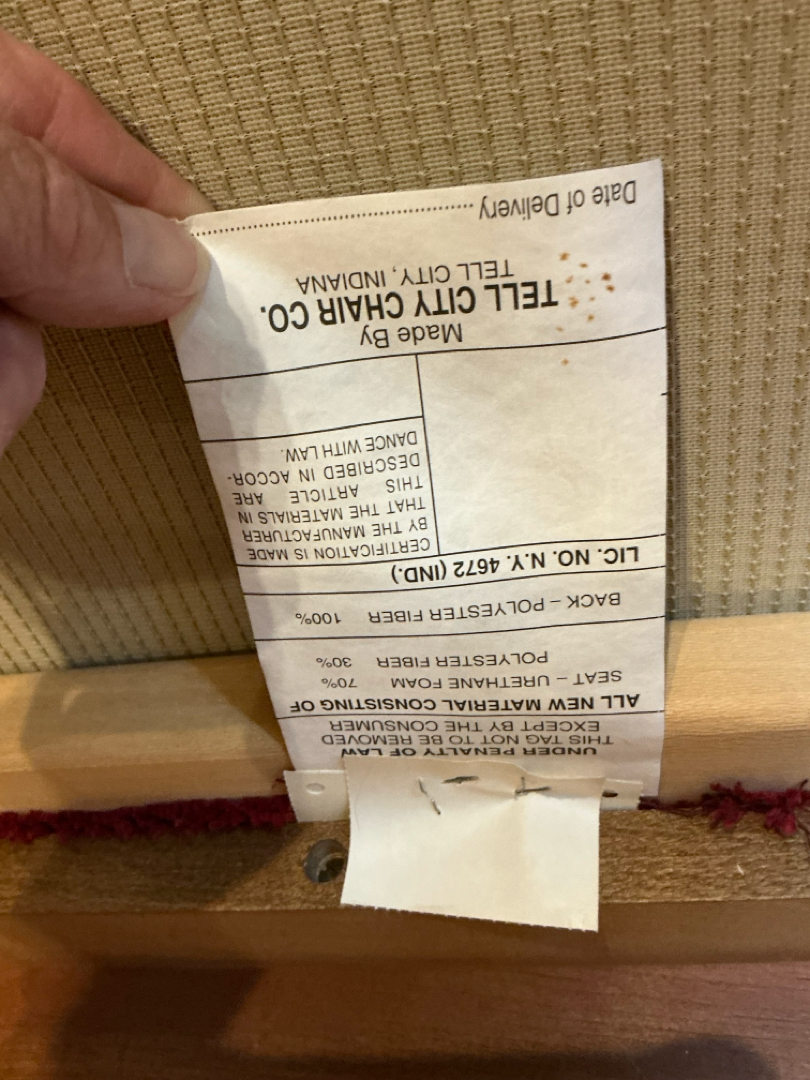 UNDER PENALTY OF LAW
THIS TAG NOT TO BE REMOVED
EXCEPT BY THE CONSUMER
ALL NEW MATERIAL CONSISTING OF
SEAT – URETHANE FOAM 70%
POLYESTER FIBER 30%
BACK – POLYESTER FIBER 100%
LIC. NO. N.Y. 4672 (IND.)
CERTIFICATION IS MADE
BY THE MANUFACTURER
THAT THE MATERIALS IN
THIS ARTICLE ARE
DESCRIBED IN ACCOR-
DANCE WITH LAW.
Made By
TELL CITY CHAIR CO.
TELL CITY, INDIANA
Date of Delivery